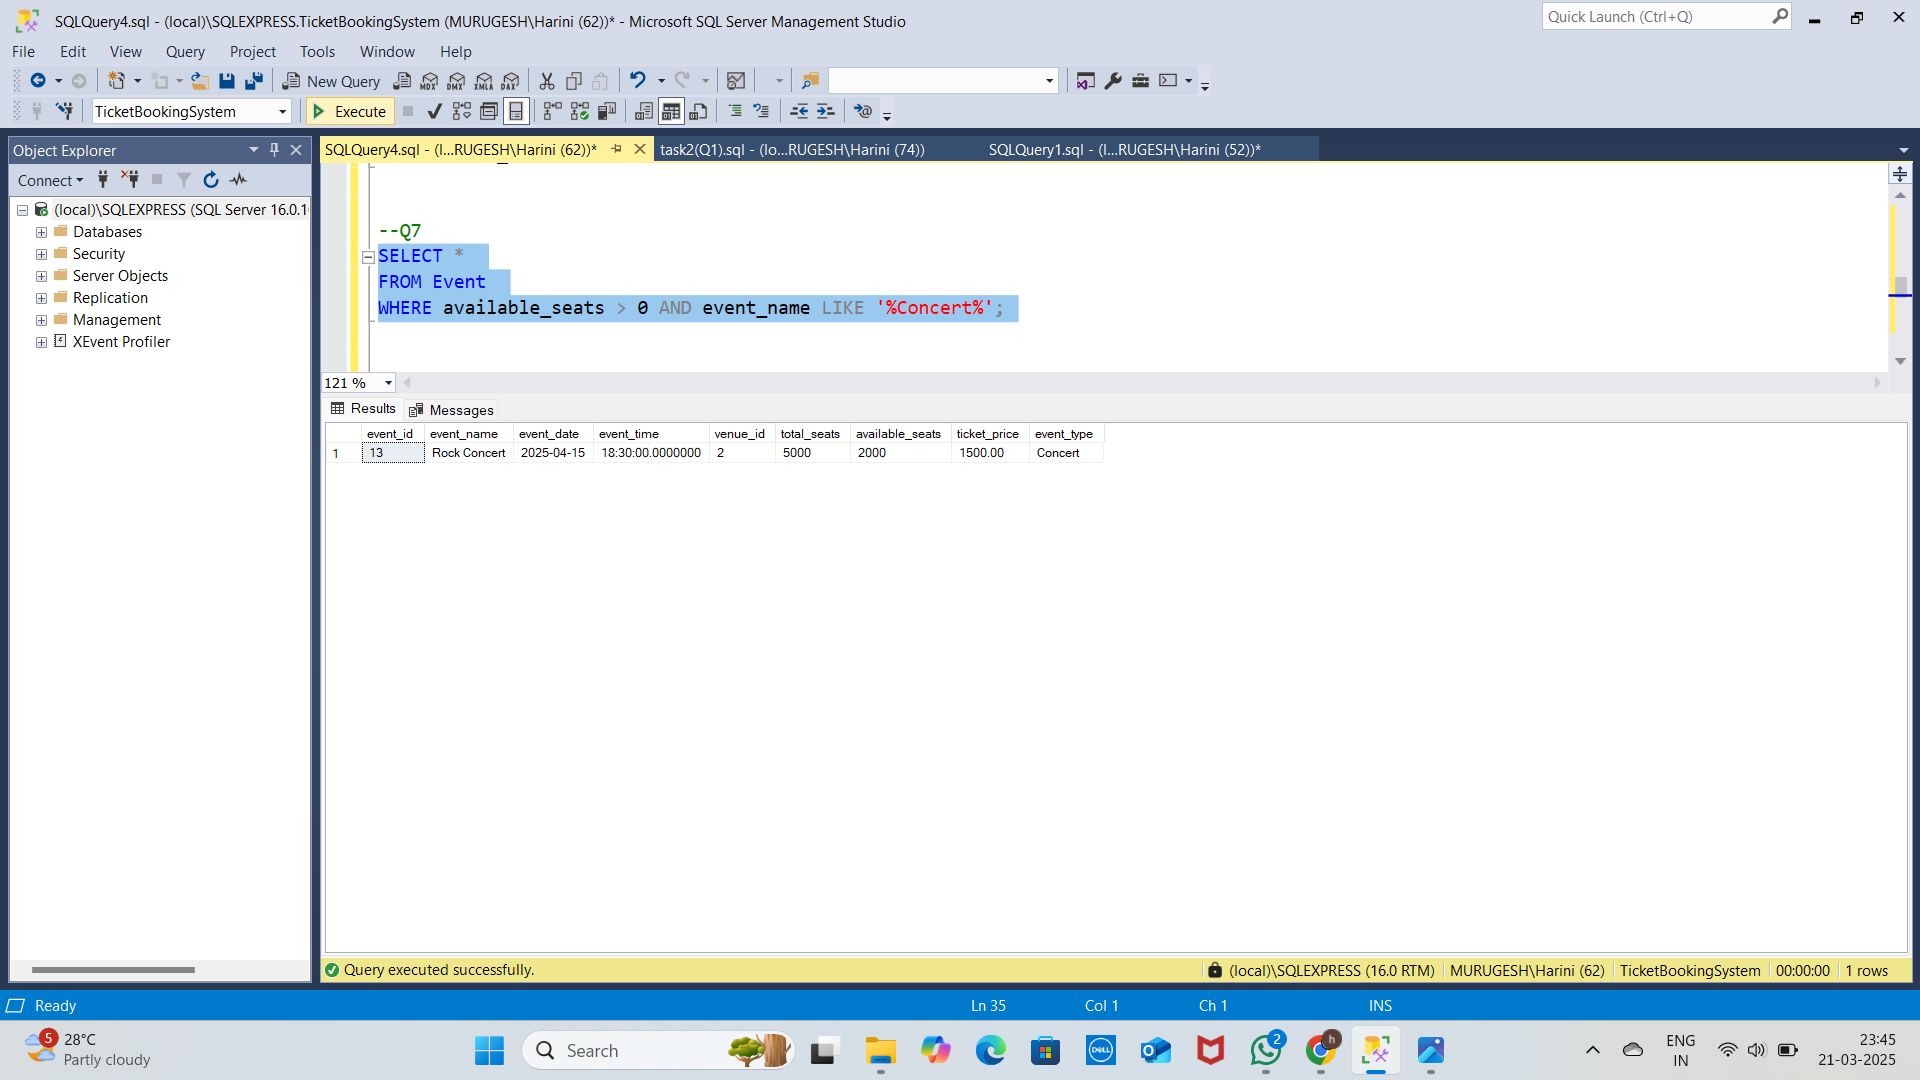 SQLQuery4.sql - (local)\SQLEXPRESS.TicketBookingSystem (MURUGESH\Harini (62))* - Microsoft SQL Server Management Studio
Quick Launch (Ctrl+Q)
File Edit View Query Project Tools Window Help
New Query MDX DMX XMLA DAX
TicketBookingSystem Execute
Object Explorer
SQLQuery4.sql - (l...RUGESH\Harini (62))* task2(Q1).sql - (lo...RUGESH\Harini (74)) SQLQuery1.sql - (l...RUGESH\Harini (52))*
Connect
(local)\SQLEXPRESS (SQL Server 16.0.1
Databases
Security
Server Objects
Replication
Management
XEvent Profiler
--Q7
SELECT *
FROM Event
WHERE available_seats > 0 AND event_name LIKE '%Concert%';
121 %
Results Messages
event_id event_name event_date event_time venue_id total_seats available_seats ticket_price event_type
1 13 Rock Concert 2025-04-15 18:30:00.0000000 2 5000 2000 1500.00 Concert
Query executed successfully. (local)\SQLEXPRESS (16.0 RTM) MURUGESH\Harini (62) TicketBookingSystem 00:00:00 1 rows
Ready Ln 35 Col 1 Ch 1 INS
5 28°C
Partly cloudy
Search
DELL
2
h
ENG
IN
23:45
21-03-2025